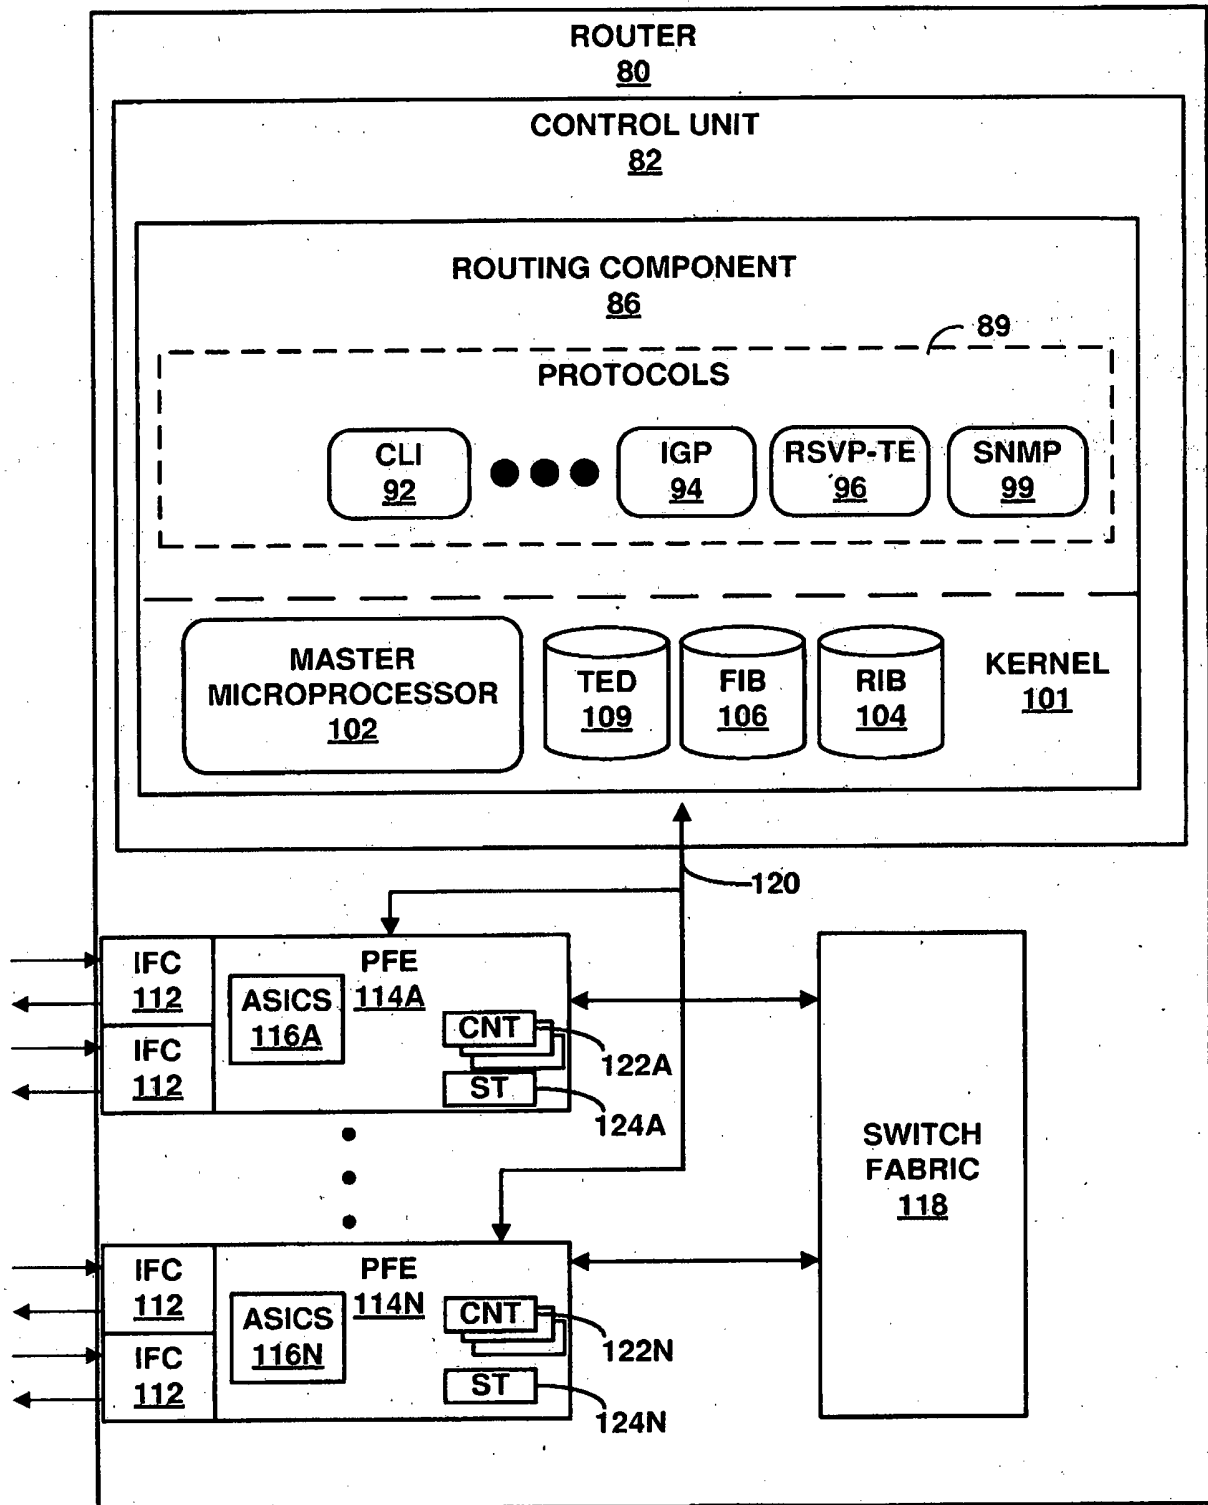 ROUTER
80
CONTROL UNIT
82
ROUTING COMPONENT
86
89
PROTOCOLS
CLI
92
IGP
94
RSVP-TE
96
SNMP
99
MASTER
MICROPROCESSOR
102
TED
109
FIB
106
RIB
104
KERNEL
101
120
IFC
112
IFC
112
PFE
114A
ASICS
116A
CNT
122A
ST
124A
SWITCH
FABRIC
118
IFC
112
IFC
112
PFE
114N
ASICS
116N
CNT
122N
ST
124N